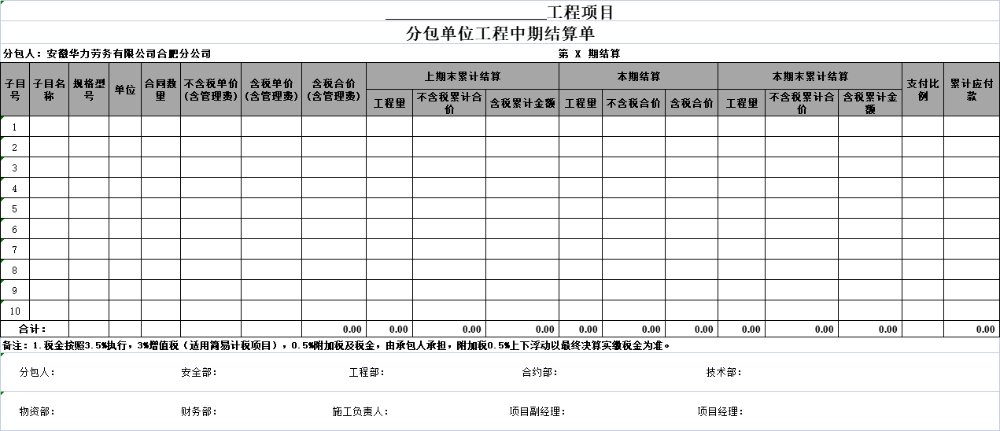 工程项目
分包单位工程中期结算单
分包人：安徽华力劳务有限公司合肥分公司 第 X 期结算
子目号 子目名称 规格型号 单位 合同数量 不含税单价(含管理费) 含税单价(含管理费) 含税合价(含管理费) 上期末累计结算 本期结算 本期末累计结算 支付比例 累计应付款
工程量 不含税累计合价 含税累计金额 工程量 不含税合价 含税合价 工程量 不含税累计合价 含税累计金额
1
2
3
4
5
6
7
8
9
10
合计： 0.00 0.00 0.00 0.00 0.00 0.00 0.00 0.00 0.00 0.00 0.00
备注：1.税金按照3.5%执行，3%增值税（适用简易计税项目），0.5%附加税及税金，由承包人承担，附加税0.5%上下浮动以最终决算实缴税金为准。
分包人： 安全部： 工程部： 合约部： 技术部：
物资部： 财务部： 施工负责人： 项目副经理： 项目经理：